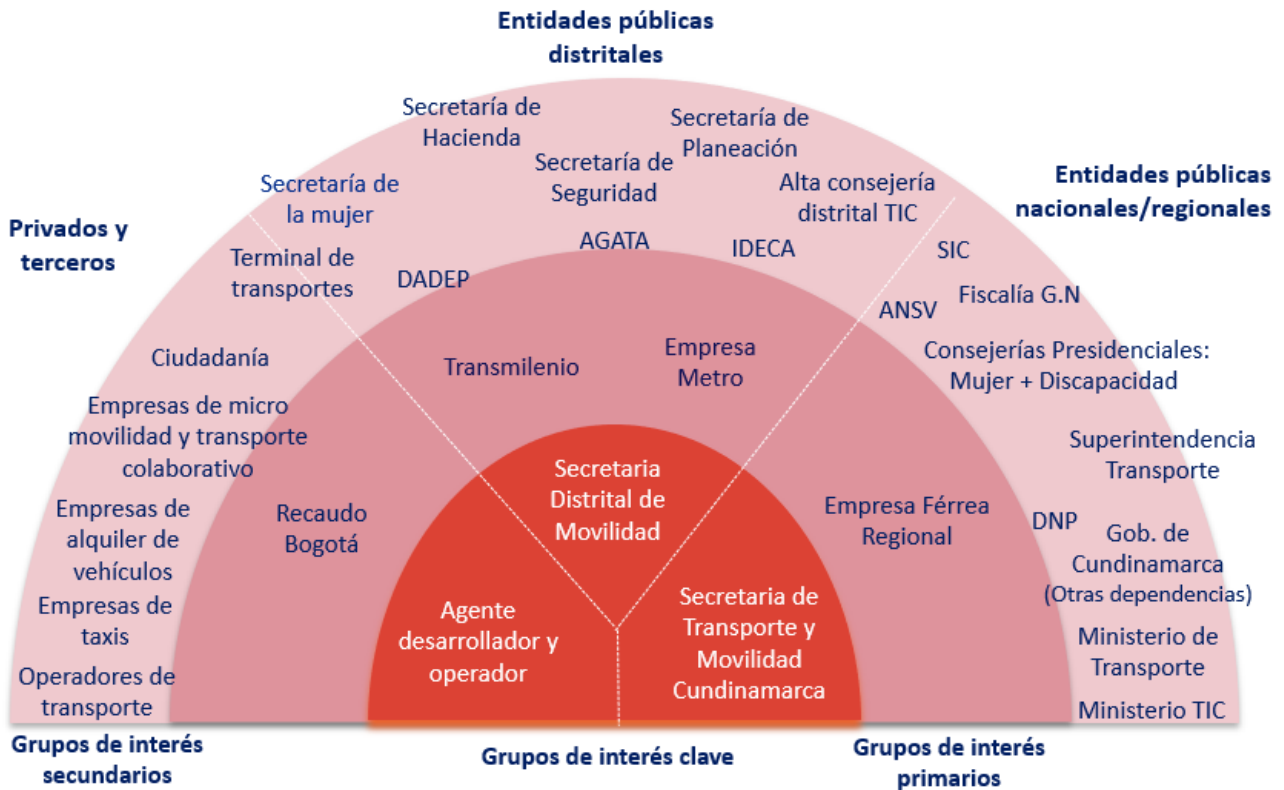 Entidades públicas
distritales
Secretaría de
Hacienda
Secretaría de
Planeación
Secretaría de
Seguridad
Secretaría de
la mujer
Alta consejería
distrital TIC
Entidades públicas
nacionales/regionales
Privados y
terceros
Terminal de
transportes
DADEP
AGATA
IDECA
SIC
Fiscalía G.N
ANSV
Ciudadanía
Transmilenio
Empresa
Metro
Consejerías Presidenciales:
Mujer + Discapacidad
Empresas de micro
movilidad y transporte
colaborativo
Superintendencia
Transporte
Secretaria
Distrital de
Movilidad
Empresas de
alquiler de
vehículos
Recaudo
Bogotá
Empresa Férrea
Regional
DNP
Gob. de
Cundinamarca
(Otras dependencias)
Empresas de
taxis
Agente
desarrollador y
operador
Secretaria de
Transporte y
Movilidad
Cundinamarca
Ministerio de
Transporte
Operadores de
transporte
Ministerio TIC
Grupos de interés
secundarios
Grupos de interés clave
Grupos de interés
primarios